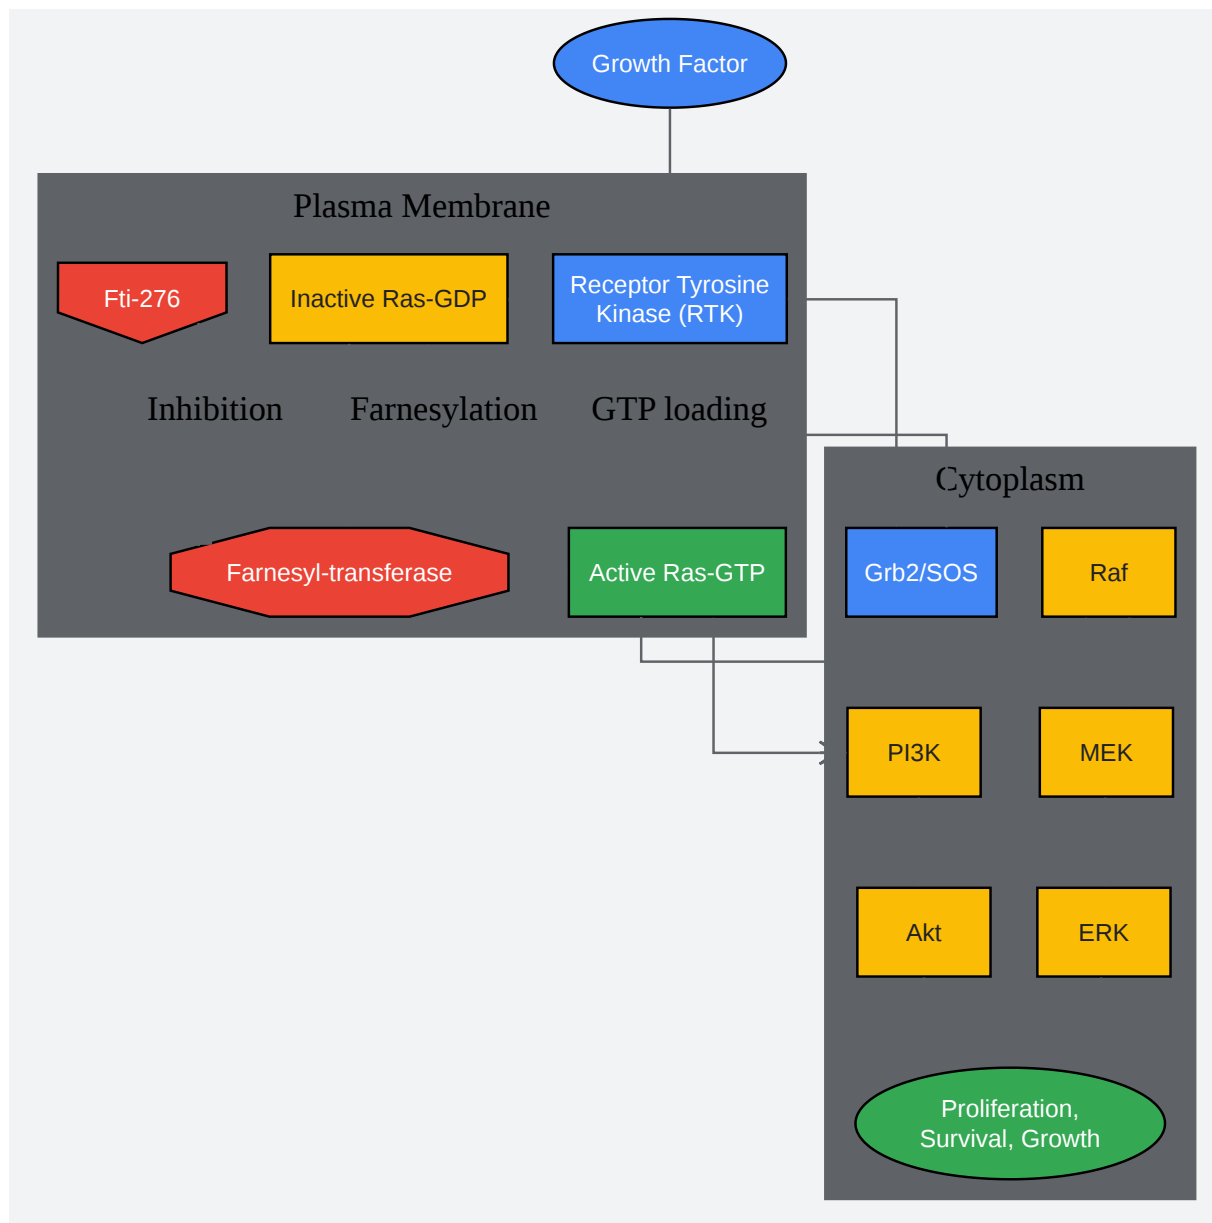 Growth Factor
Plasma Membrane
Fti-276
Inactive Ras-GDP
Receptor Tyrosine
Kinase (RTK)
Inhibition
Farnesylation
GTP loading
Cytoplasm
Farnesyl-transferase
Active Ras-GTP
Grb2/SOS
Raf
PI3K
MEK
Akt
ERK
Proliferation,
Survival, Growth